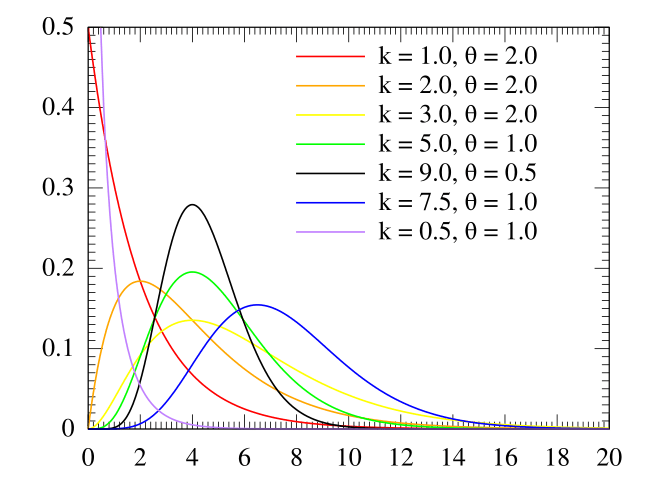 0.5
0.4
0.3
0.2
0.1
0
0 2 4 6 8 10 12 14 16 18 20
k = 1.0, θ = 2.0
k = 2.0, θ = 2.0
k = 3.0, θ = 2.0
k = 5.0, θ = 1.0
k = 9.0, θ = 0.5
k = 7.5, θ = 1.0
k = 0.5, θ = 1.0